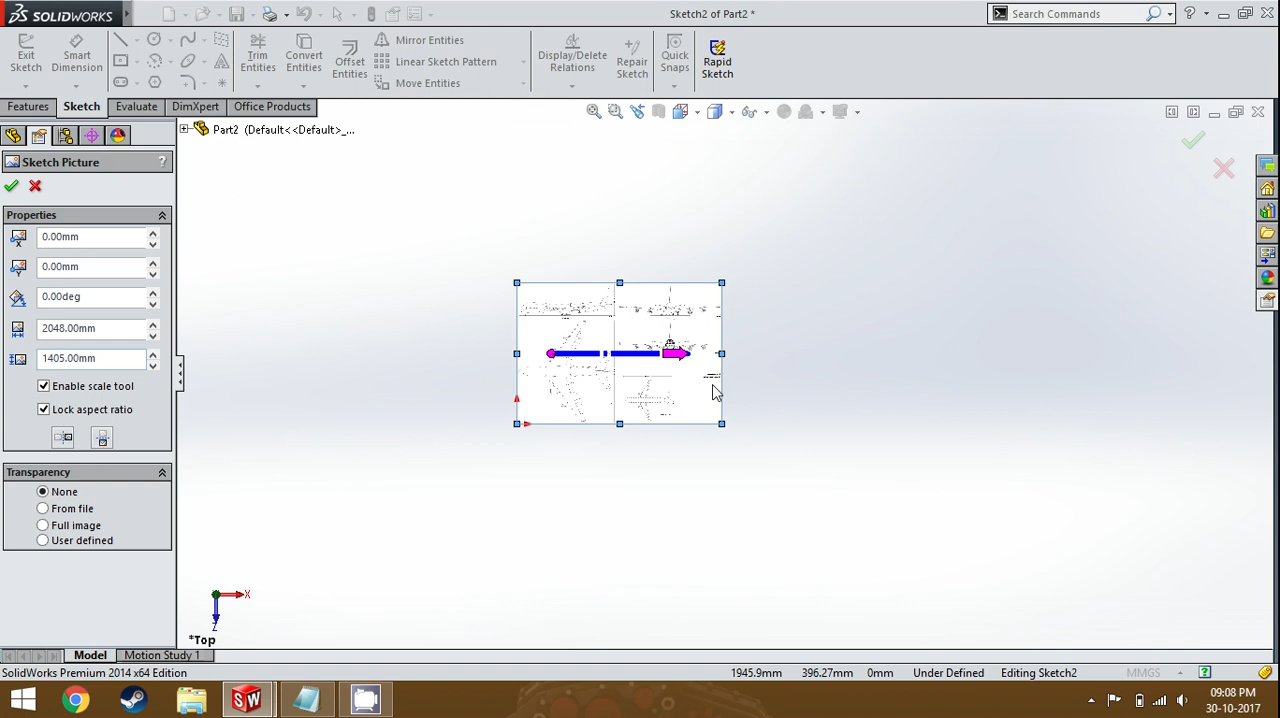 SOLIDWORKS
Sketch2 of Part2 *
Search Commands
Exit Sketch
Smart Dimension
Trim Entities
Convert Entities
Offset Entities
Mirror Entities
Linear Sketch Pattern
Move Entities
Display/Delete Relations
Repair Sketch
Quick Snaps
Rapid Sketch
Features
Sketch
Evaluate
DimXpert
Office Products
Part2 (Default<<Default>_...
Sketch Picture
?
Properties
0.00mm
0.00mm
0.00deg
2048.00mm
1405.00mm
Enable scale tool
Lock aspect ratio
Transparency
None
From file
Full image
User defined
X
Z
*Top
Model
Motion Study 1
SolidWorks Premium 2014 x64 Edition
1945.9mm
396.27mm
0mm
Under Defined
Editing Sketch2
MMGS
09:08 PM
30-10-2017